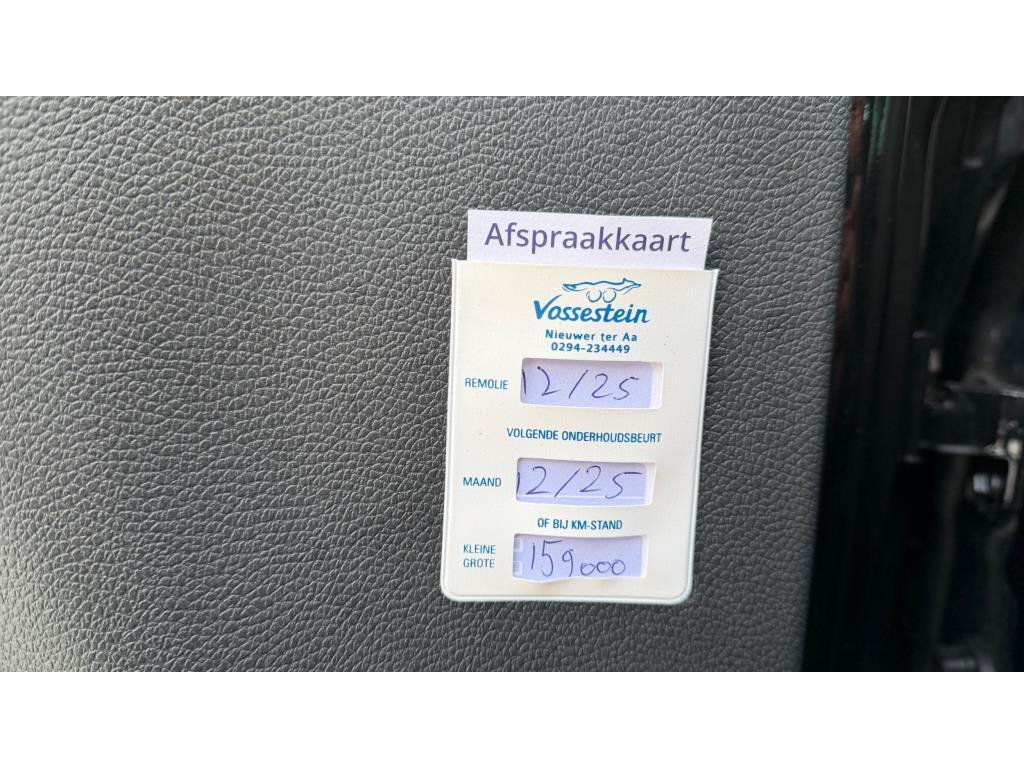 Afspraakkaart
Vossestein
Nieuwer ter Aa
0294-234449
REMOLIE 12/25
VOLGENDE ONDERHOUDSBEURT
MAAND 12/25
OF BIJ KM-STAND
KLEINE
GROTE 159000